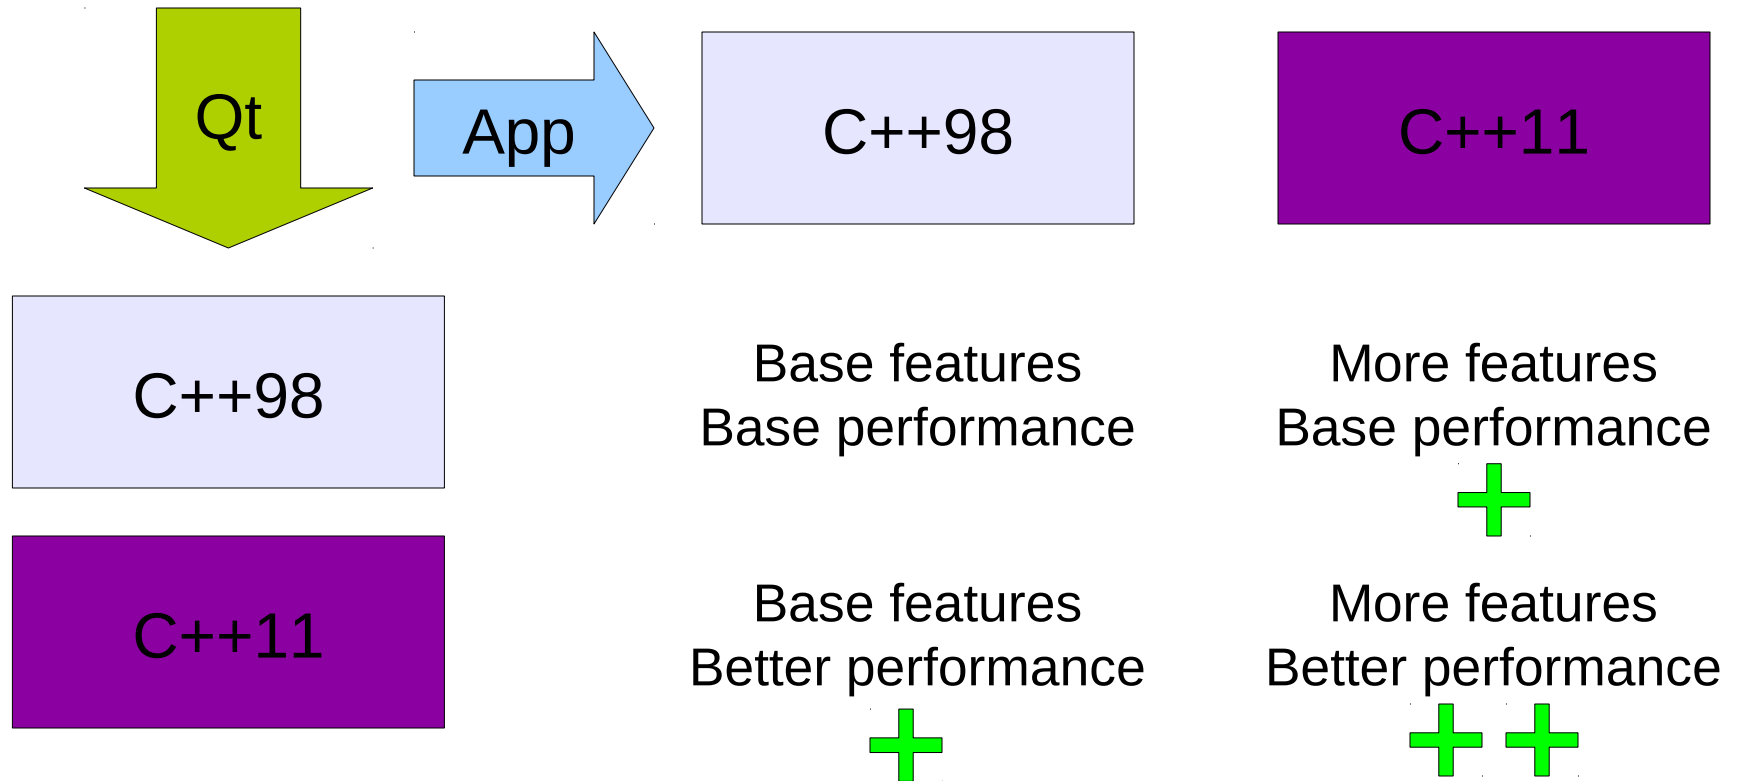 Qt
App
C++98
C++11
C++98
Base features
Base performance
More features
Base performance
C++11
Base features
Better performance
More features
Better performance